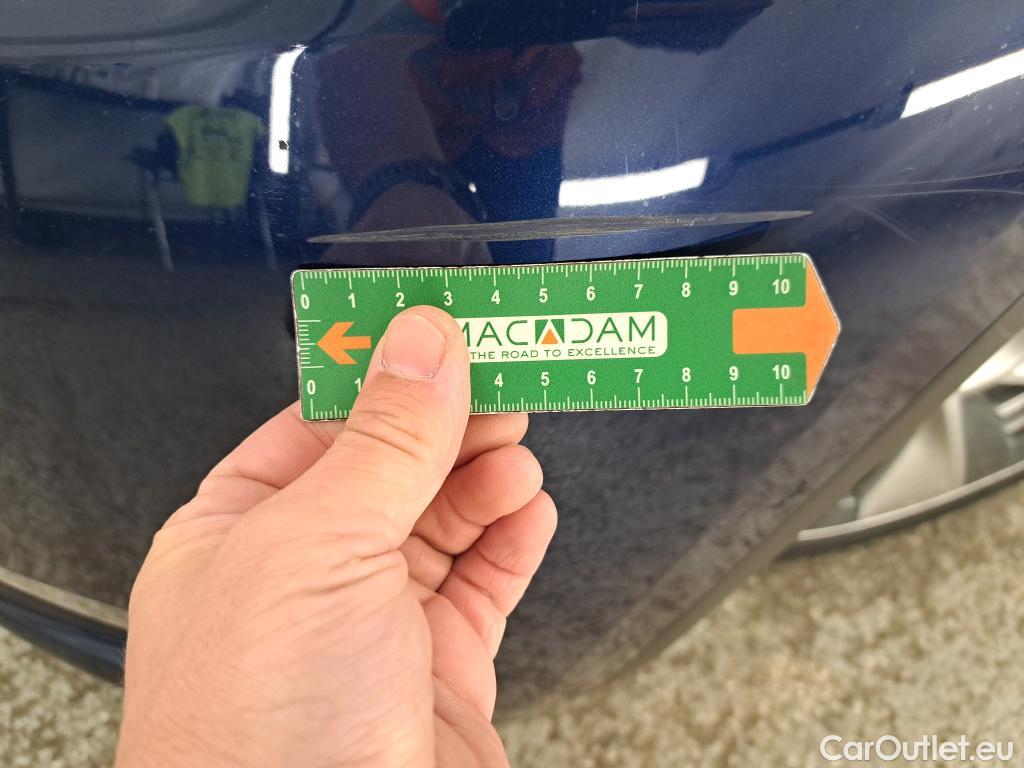 0 1 2 3 4 5 6 7 8 9 10
MACADAM
THE ROAD TO EXCELLENCE
0 1 4 5 6 7 8 9 10
CarOutlet.eu